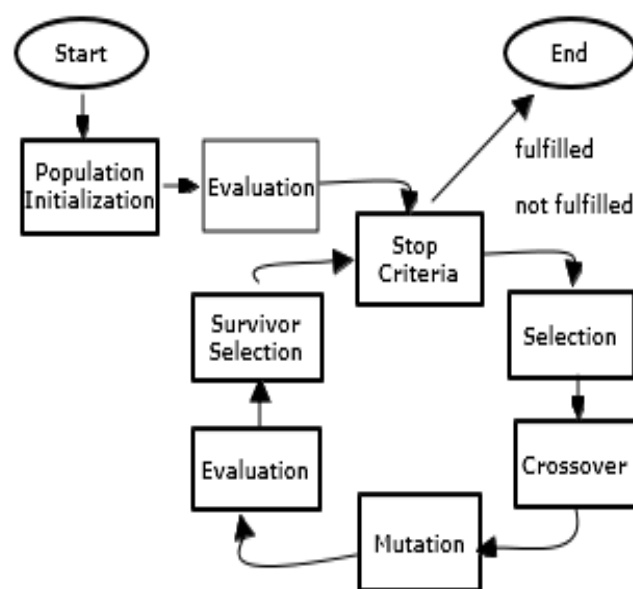 Start
End
Population
Initialization
Evaluation
fulfilled
not fulfilled
Stop
Criteria
Survivor
Selection
Selection
Evaluation
Crossover
Mutation